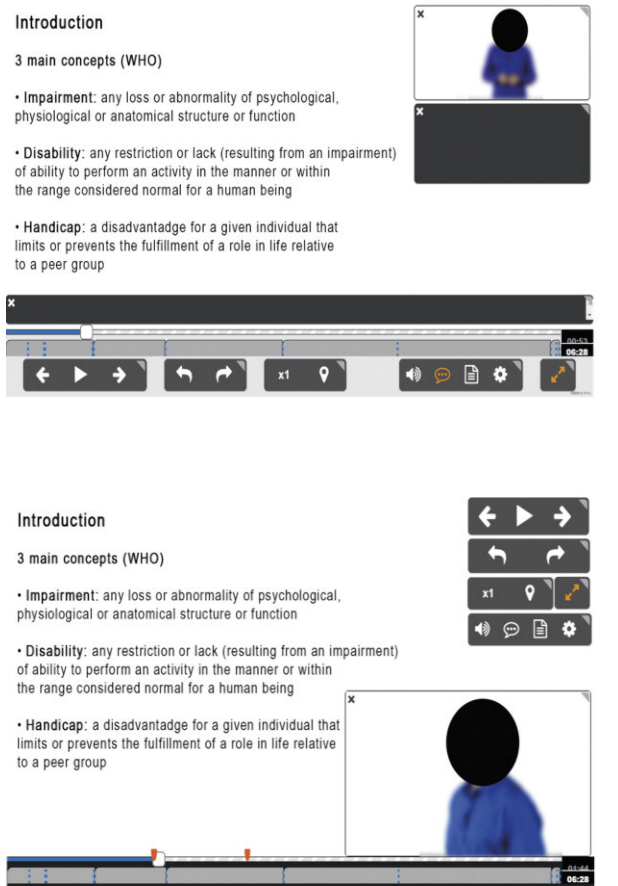 Introduction
3 main concepts (WHO)
• Impairment: any loss or abnormality of psychological,
physiological or anatomical structure or function
• Disability: any restriction or lack (resulting from an impairment)
of ability to perform an activity in the manner or within
the range considered normal for a human being
• Handicap: a disadvantadge for a given individual that
limits or prevents the fulfillment of a role in life relative
to a peer group
00:53
06:28
x1
Introduction
3 main concepts (WHO)
• Impairment: any loss or abnormality of psychological,
physiological or anatomical structure or function
• Disability: any restriction or lack (resulting from an impairment)
of ability to perform an activity in the manner or within
the range considered normal for a human being
• Handicap: a disadvantadge for a given individual that
limits or prevents the fulfillment of a role in life relative
to a peer group
x1
01:44
06:28